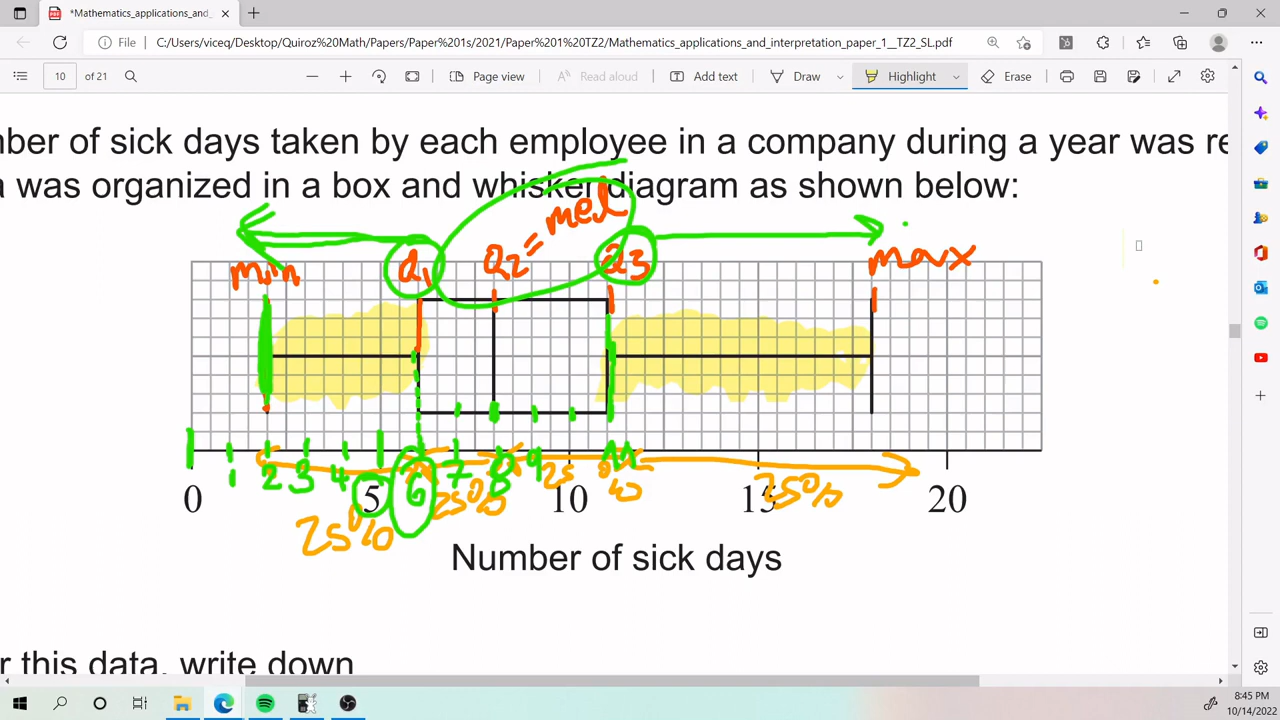 *Mathematics_applications_and_
File
C:/Users/viceq/Desktop/Quiroz%20Math/Papers/Paper%201s/2021/Paper%201%20TZ2/Mathematics_applications_and_interpretation_paper_1__TZ2_SL.pdf
10 of 21
Page view
Read aloud
Add text
Draw
Highlight
Erase
nber of sick days taken by each employee in a company during a year was re
a was organized in a box and whisker diagram as shown below:
min Q1 Q2 = med Q3 max
1 2 3 4 6 7 8 9 11
0 5 10 15 20
25% 25% 25% 25%
Number of sick days
r this data, write down
8:45 PM
10/14/2022